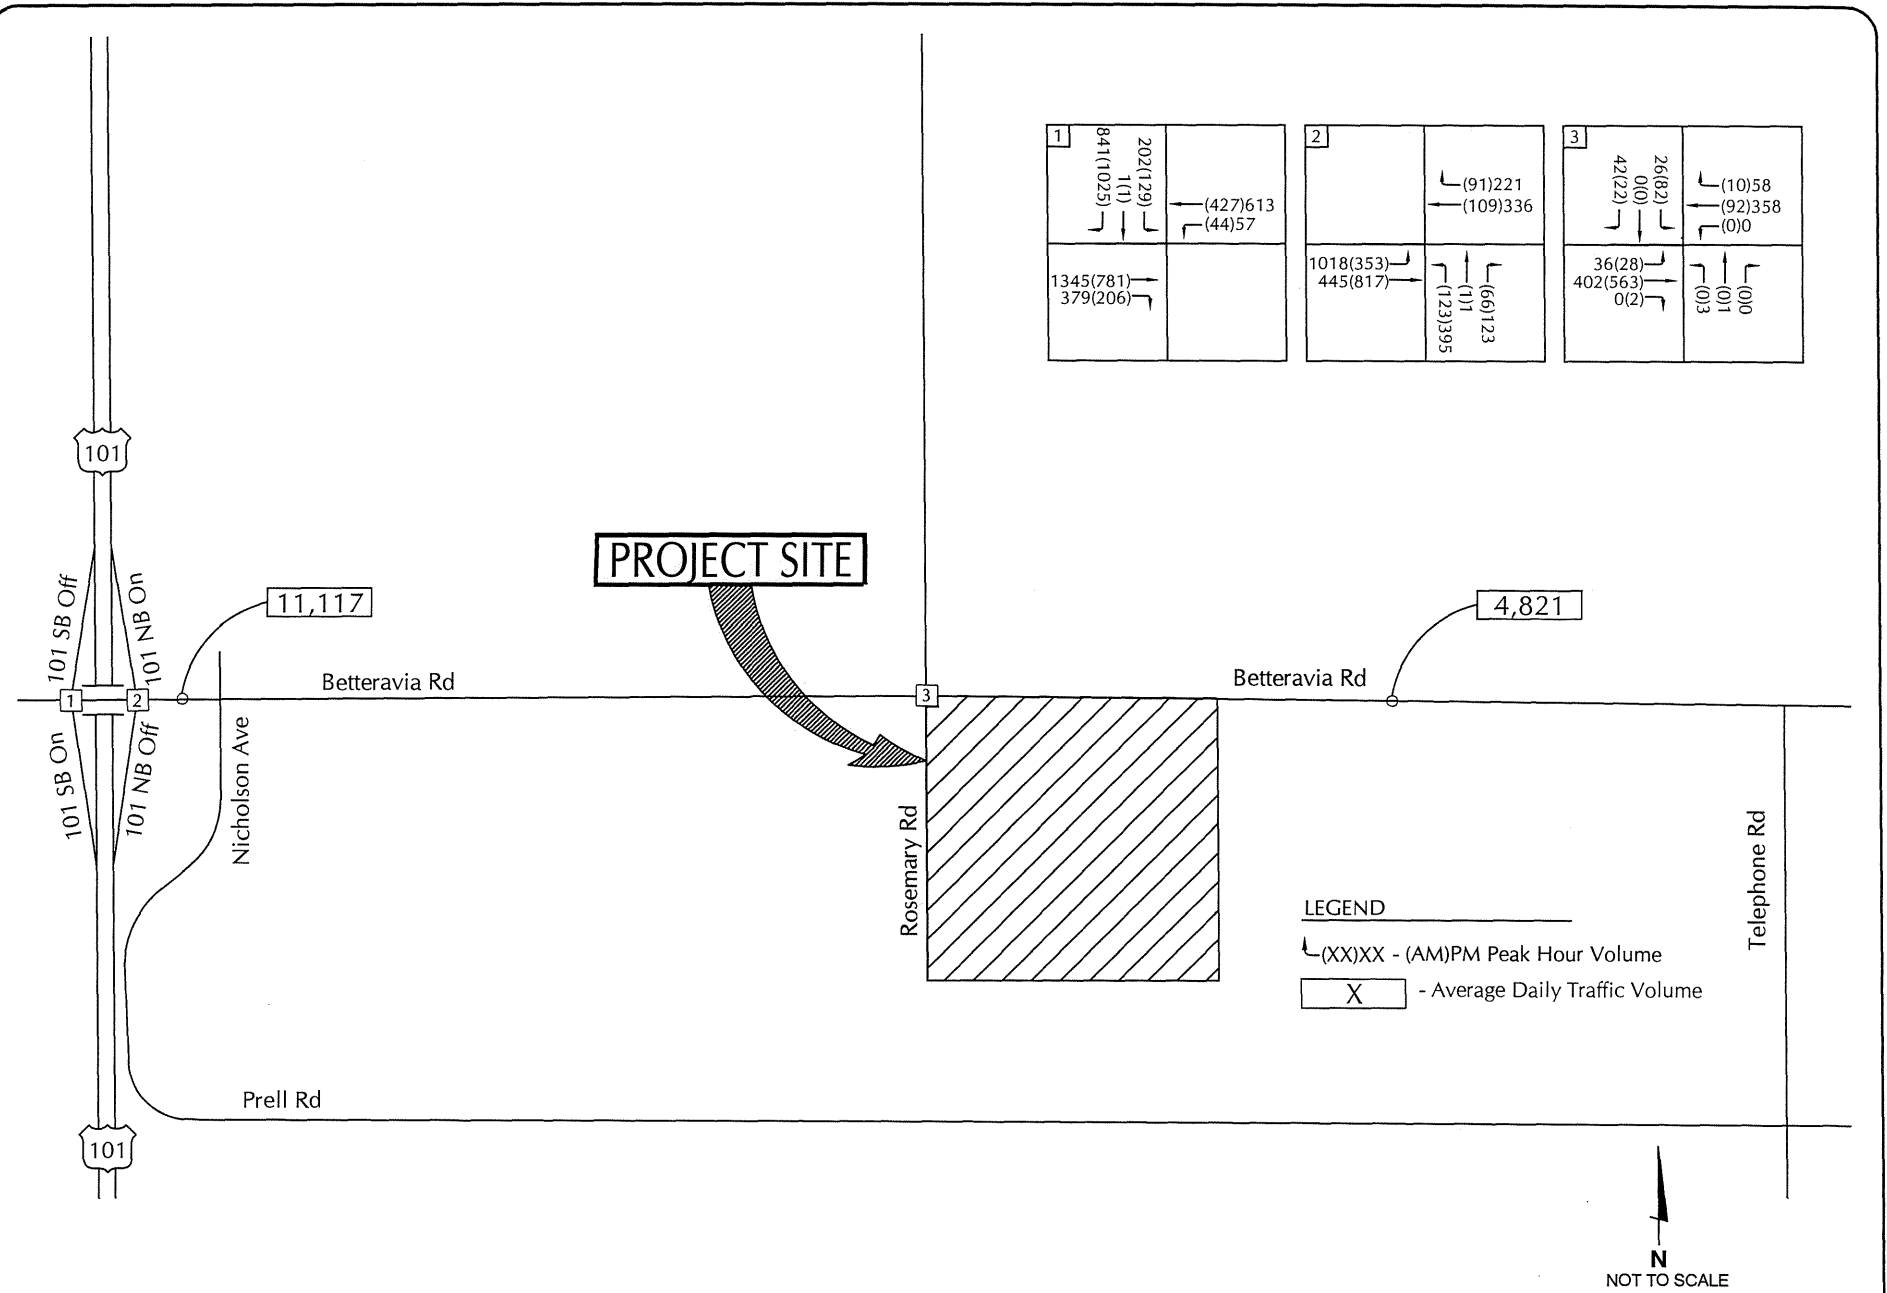 1
841(1025)
1(1)
202(129)
(427)613
(44)57
1345(781)
379(206)
2
(91)221
(109)336
1018(353)
445(817)
(123)395
(1)1
(66)123
3
42(22)
0(0)
26(82)
(10)58
(92)358
(0)0
36(28)
402(563)
0(2)
(0)3
(0)1
(0)0
101
PROJECT SITE
101 SB Off
101 NB On
11,117
4,821
Betteravia Rd
Betteravia Rd
1
2
3
101 SB On
101 NB Off
Nicholson Ave
Rosemary Rd
Telephone Rd
LEGEND
(XX)XX - (AM)PM Peak Hour Volume
X - Average Daily Traffic Volume
Prell Rd
101
N
NOT TO SCALE